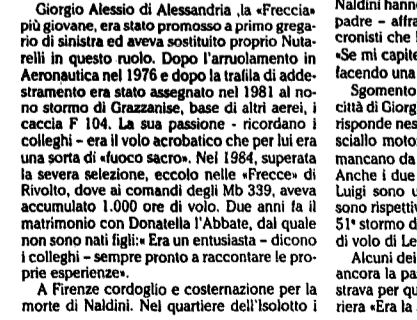 Giorgio Alessio di Alessandria ,la «Freccia»
più giovane, era stato promosso a primo grega-
rio di sinistra ed aveva sostituito proprio Nuta-
relli in questo ruolo. Dopo l'arruolamento in
Aeronautica nel 1976 e dopo la trafila di adde-
stramento era stato assegnato nel 1981 al no-
no stormo di Grazzanise, base di altri aerei, i
caccia F 104. La sua passione - ricordano i
colleghi - era il volo acrobatico che per lui era
una sorta di «fuoco sacro». Nel 1984, superata
la severa selezione, eccolo nelle «Frecce» di
Rivolto, dove ai comandi degli Mb 339, aveva
accumulato 1.000 ore di volo. Due anni fa il
matrimonio con Donatella l'Abbate, dal quale
non sono nati figli:« Era un entusiasta - dicono
i colleghi - sempre pronto a raccontare le pro-
prie esperienze».
A Firenze cordoglio e costernazione per la
morte di Naldini. Nel quartiere dell'Isolotto i
Naldini hann
padre - affra
cronisti che
«Se mi capite
facendo una
Sgomento
città di Giorg
risponde nes
sciallo moto
mancano da
Anche i due
Luigi sono u
sono rispettiv
51° stormo d
di volo di Le
Alcuni dei
ancora la pa
strava per qu
riera «Era la